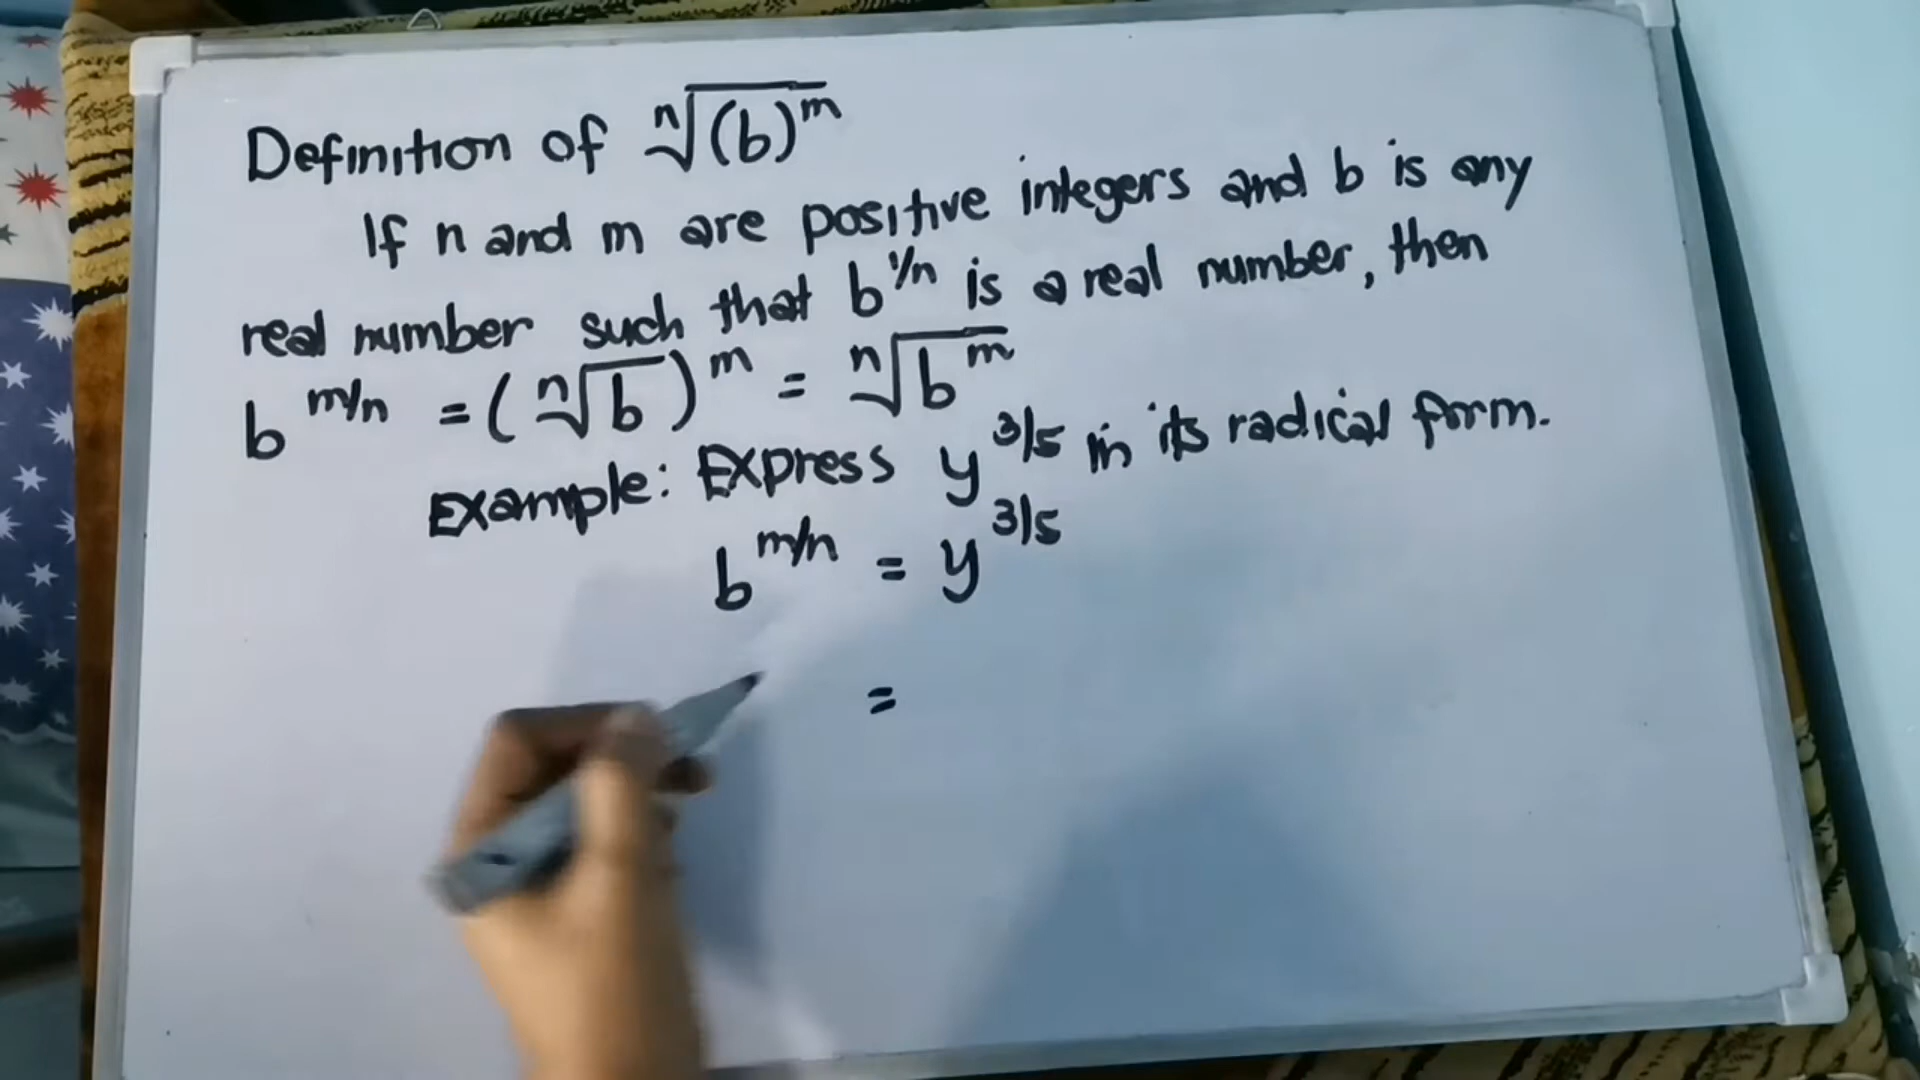 Definition of ⁿ√(b)^m
If n and m are positive integers and b is any
real number such that b^1/n is a real number, then
b^m/n = (ⁿ√b)^m = ⁿ√b^m
Example: Express y^3/5 in its radical form.
b^m/n = y^3/5
=